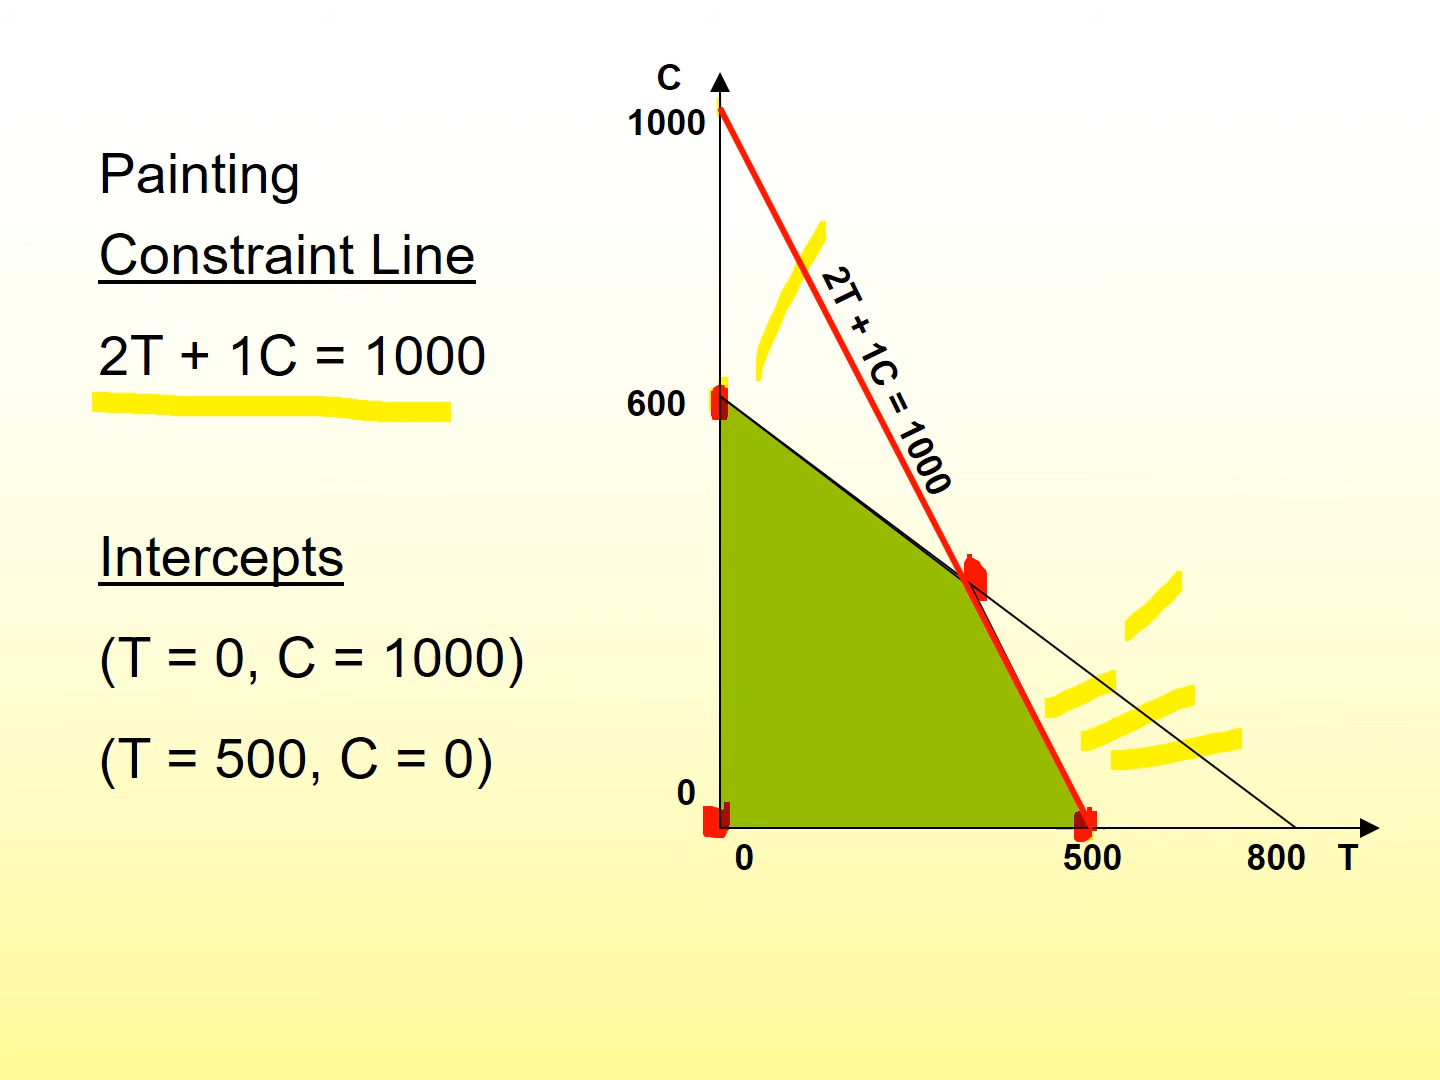 Painting
Constraint Line
2T + 1C = 1000
Intercepts
(T = 0, C = 1000)
(T = 500, C = 0)
C
1000
2T + 1C = 1000
600
0
0
500
800
T